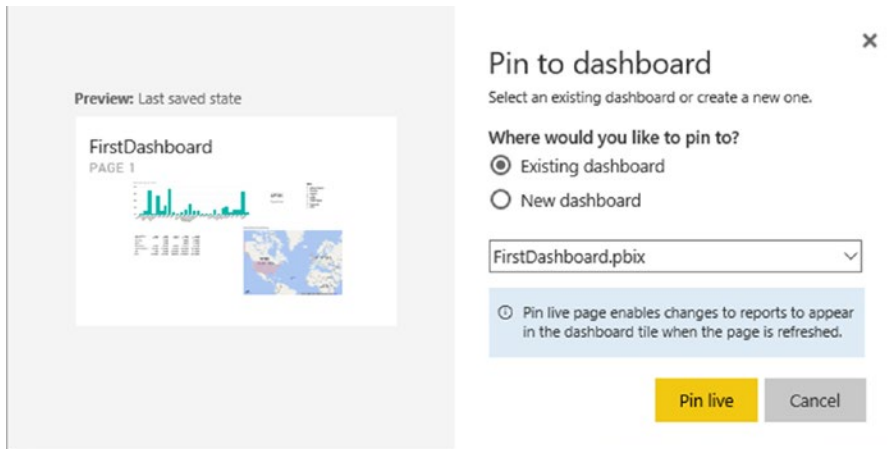 Preview: Last saved state
FirstDashboard
PAGE 1
Pin to dashboard
Select an existing dashboard or create a new one.
Where would you like to pin to?
Existing dashboard
New dashboard
FirstDashboard.pbix
Pin live page enables changes to reports to appear
in the dashboard tile when the page is refreshed.
Pin live
Cancel